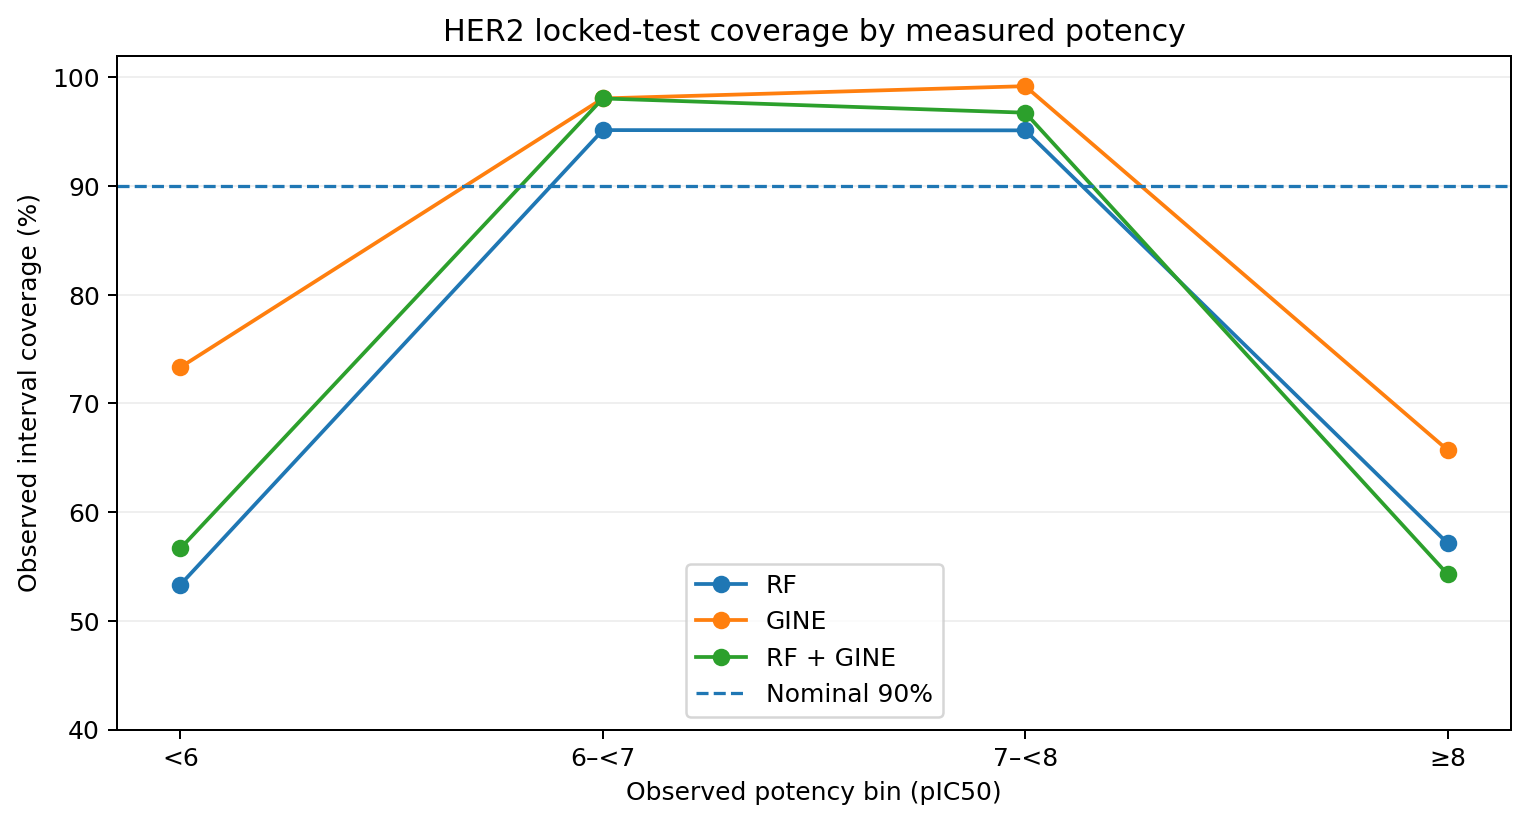 HER2 locked-test coverage by measured potency
Observed interval coverage (%)
100
90
80
70
60
50
40
RF
GINE
RF + GINE
Nominal 90%
<6
6–<7
7–<8
≥8
Observed potency bin (pIC50)